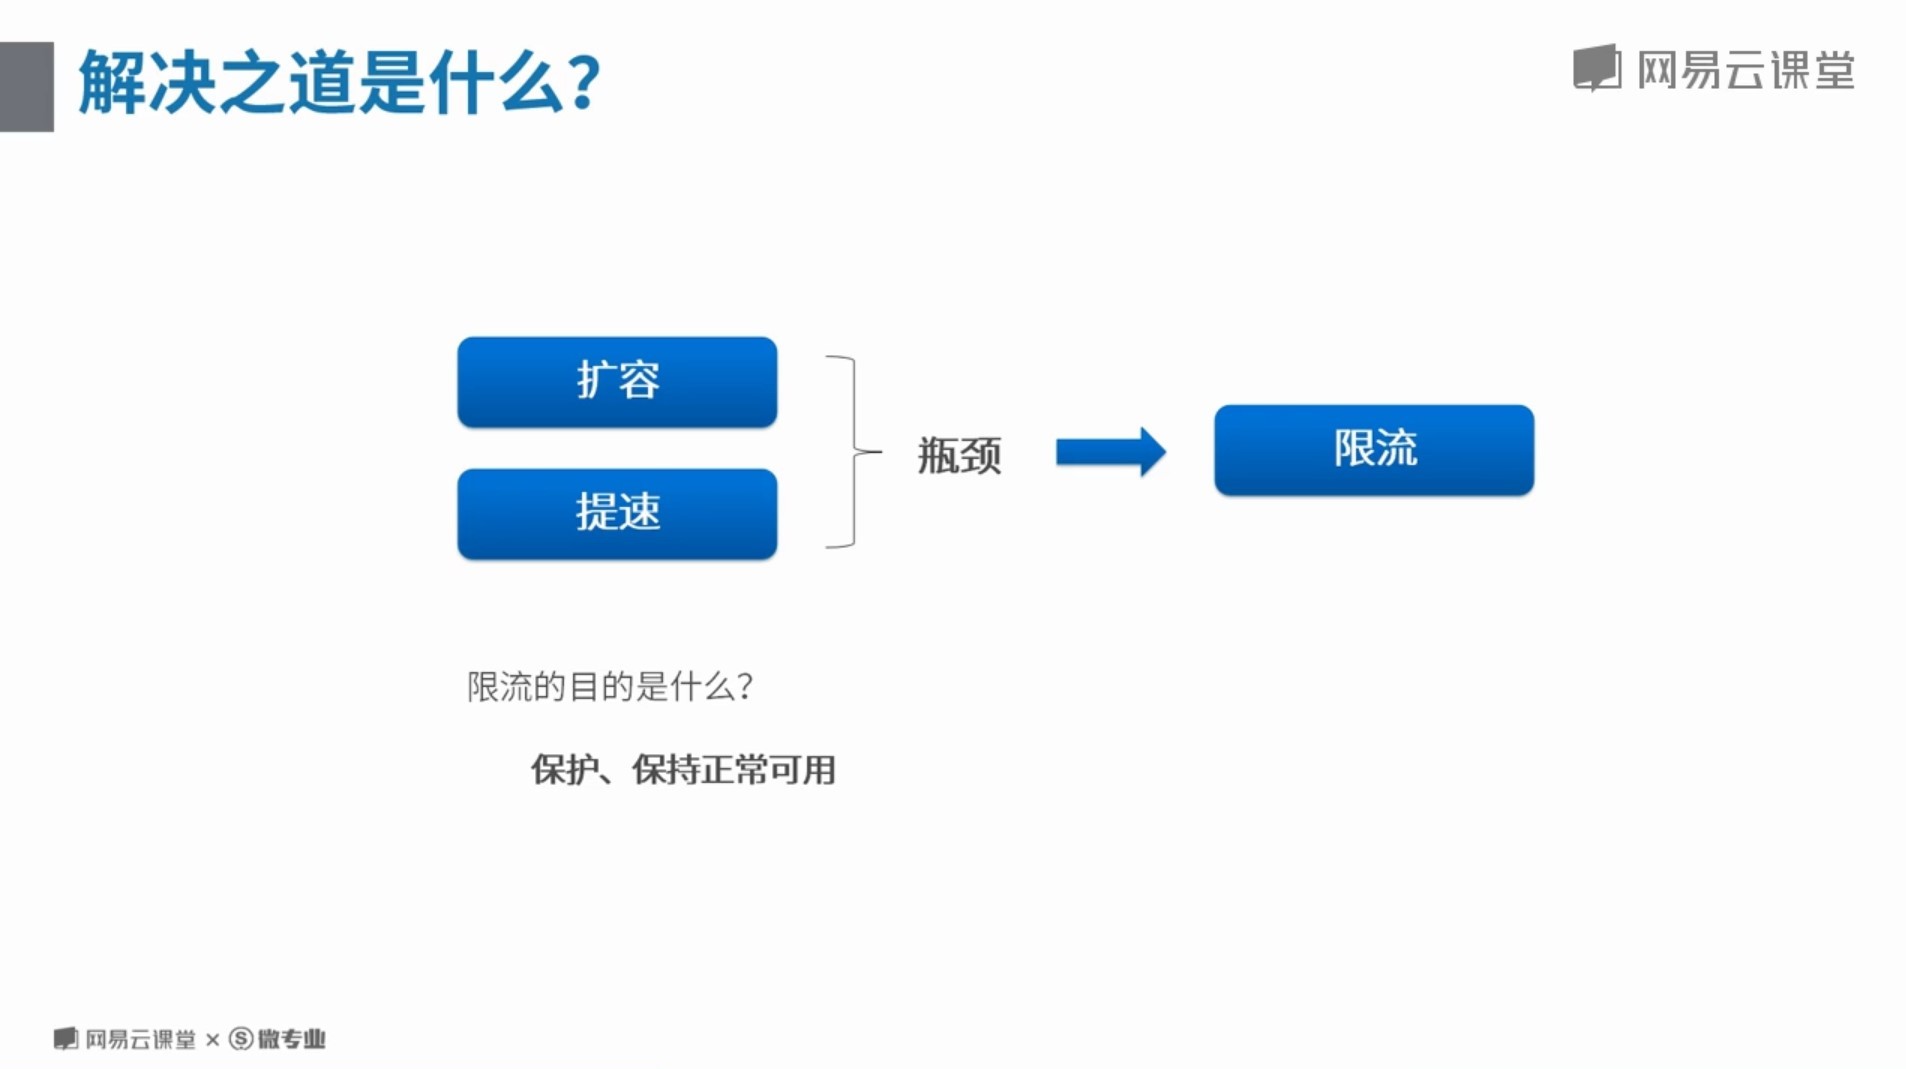 解决之道是什么？
网易云课堂
扩容
提速
瓶颈
限流
限流的目的是什么？
保护、保持正常可用
网易云课堂 × Ⓢ微专业